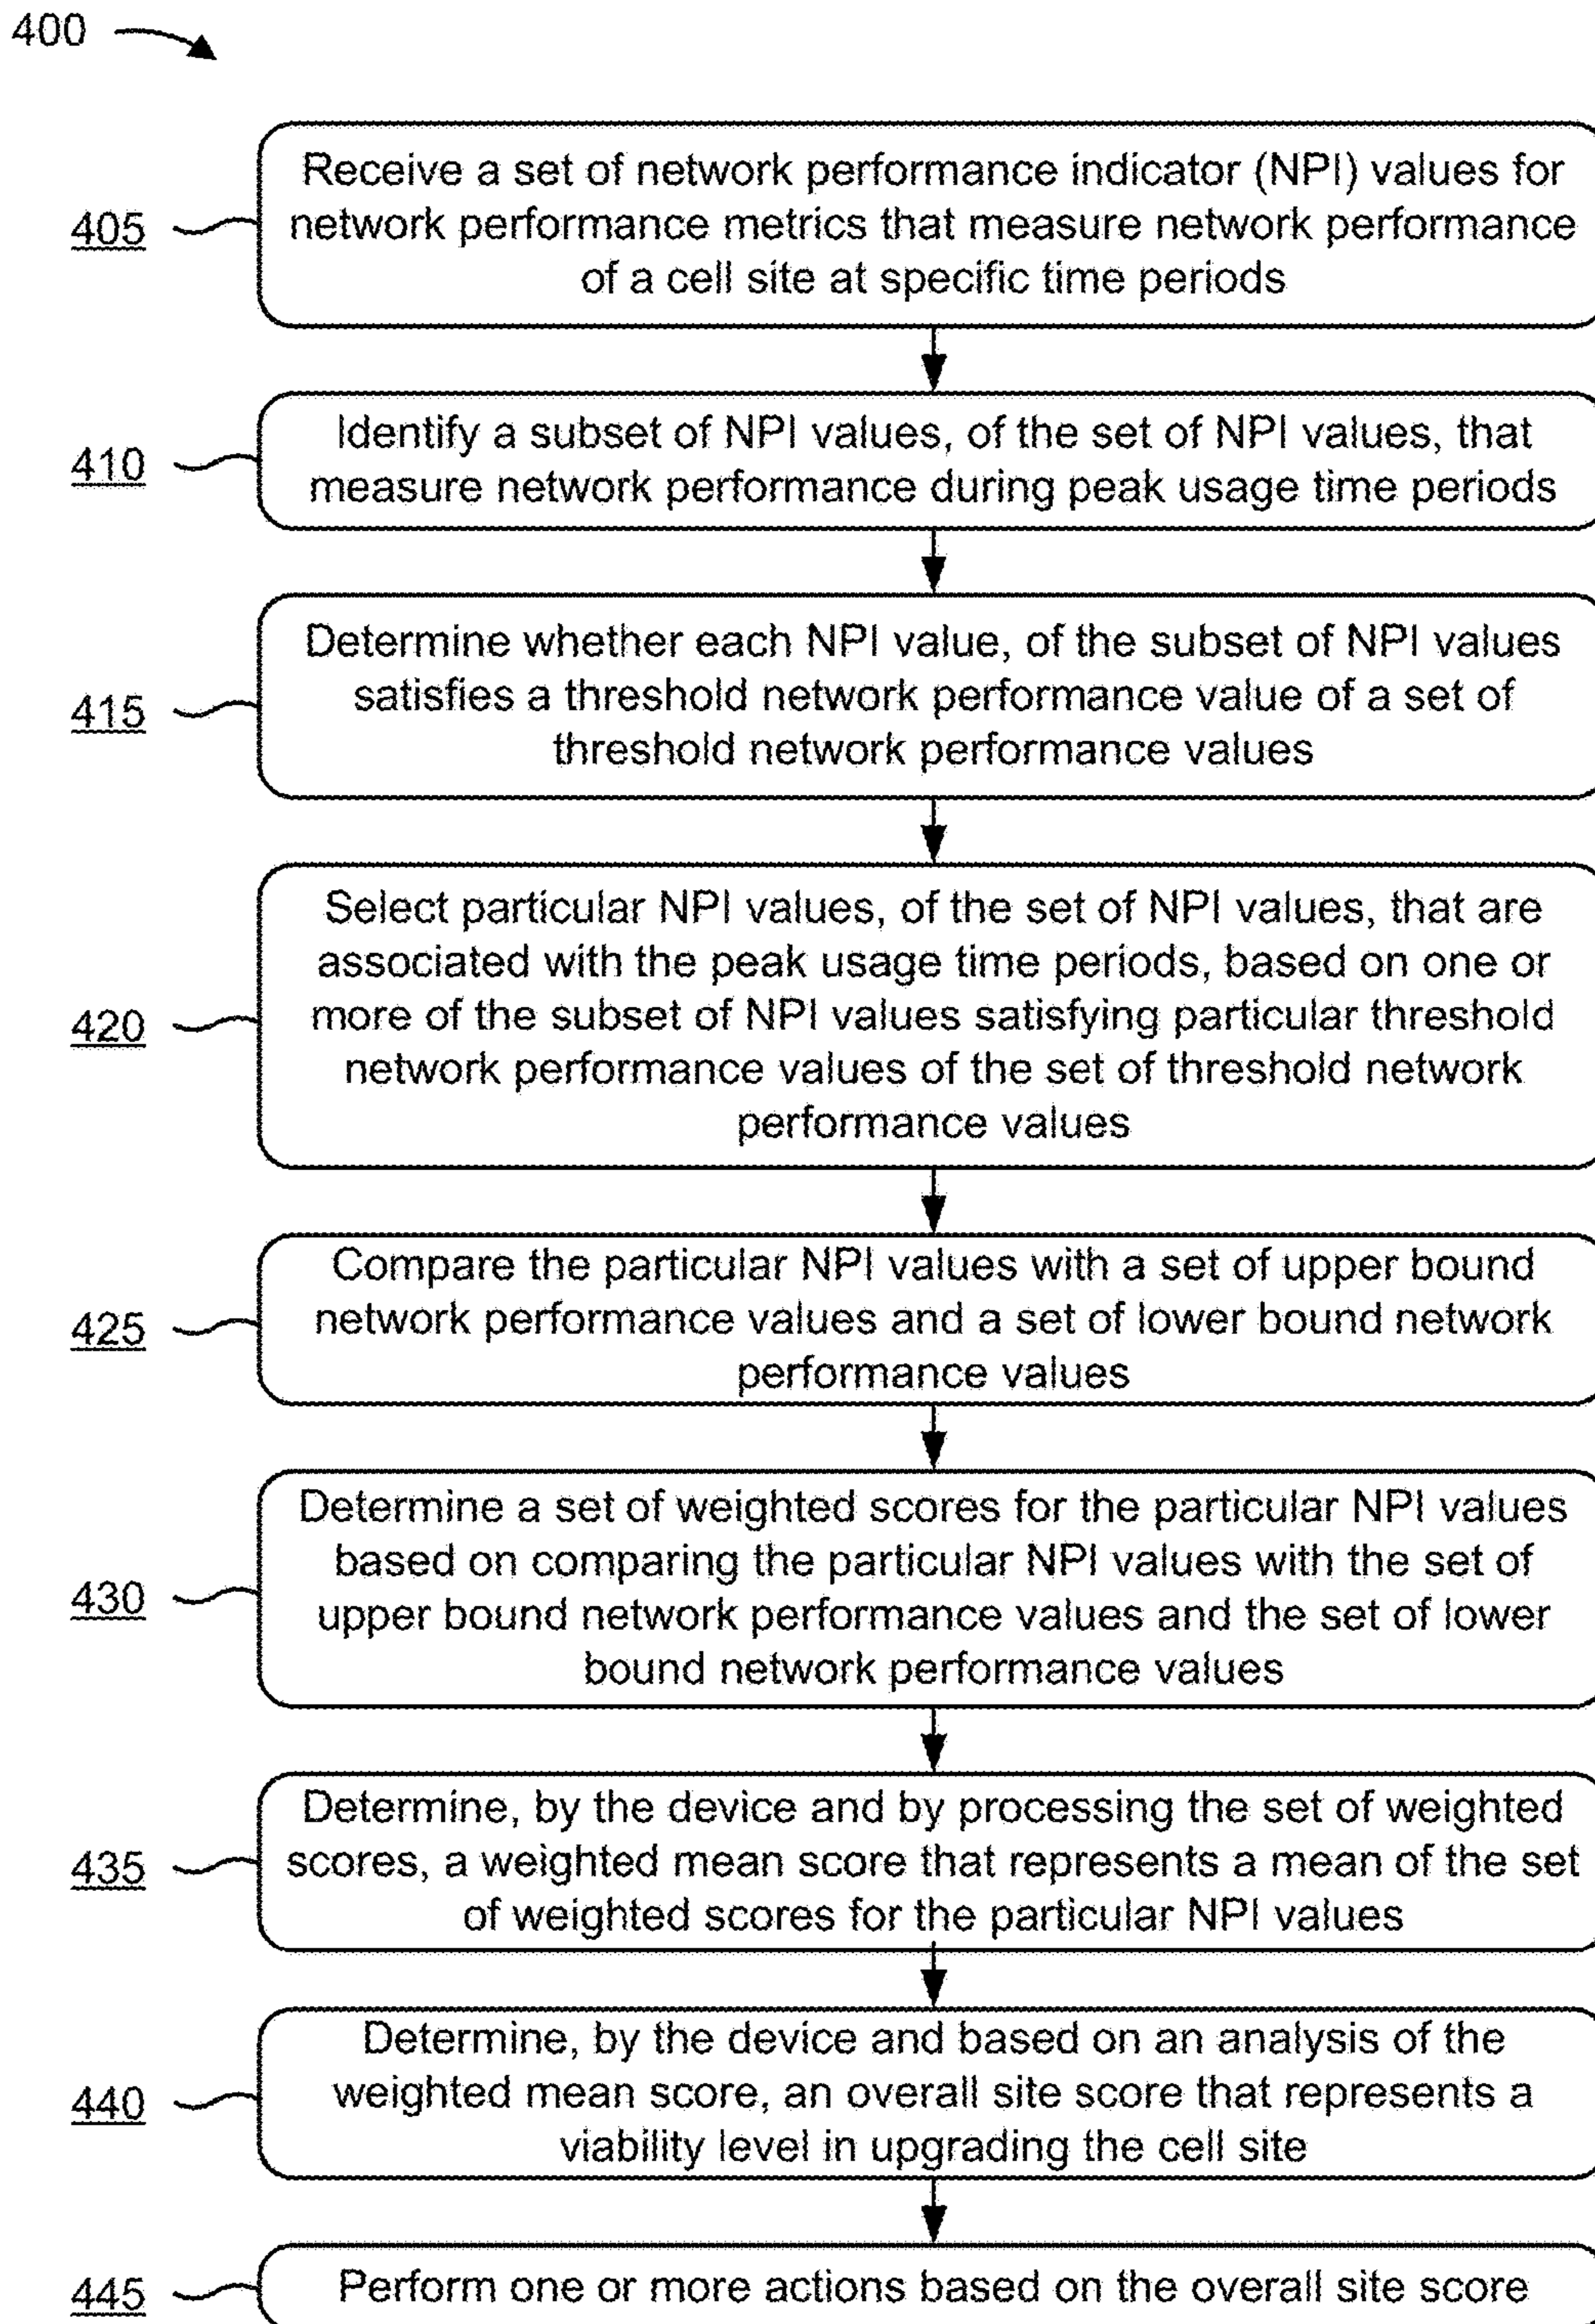 400
Receive a set of network performance indicator (NPI) values for
network performance metrics that measure network performance
of a cell site at specific time periods
405
Identify a subset of NPI values, of the set of NPI values, that
measure network performance during peak usage time periods
410
Determine whether each NPI value, of the subset of NPI values
satisfies a threshold network performance value of a set of
threshold network performance values
415
Select particular NPI values, of the set of NPI values, that are
associated with the peak usage time periods, based on one or
more of the subset of NPI values satisfying particular threshold
network performance values of the set of threshold network
performance values
420
Compare the particular NPI values with a set of upper bound
network performance values and a set of lower bound network
performance values
425
Determine a set of weighted scores for the particular NPI values
based on comparing the particular NPI values with the set of
upper bound network performance values and the set of lower
bound network performance values
430
Determine, by the device and by processing the set of weighted
scores, a weighted mean score that represents a mean of the set
of weighted scores for the particular NPI values
435
Determine, by the device and based on an analysis of the
weighted mean score, an overall site score that represents a
viability level in upgrading the cell site
440
Perform one or more actions based on the overall site score
445